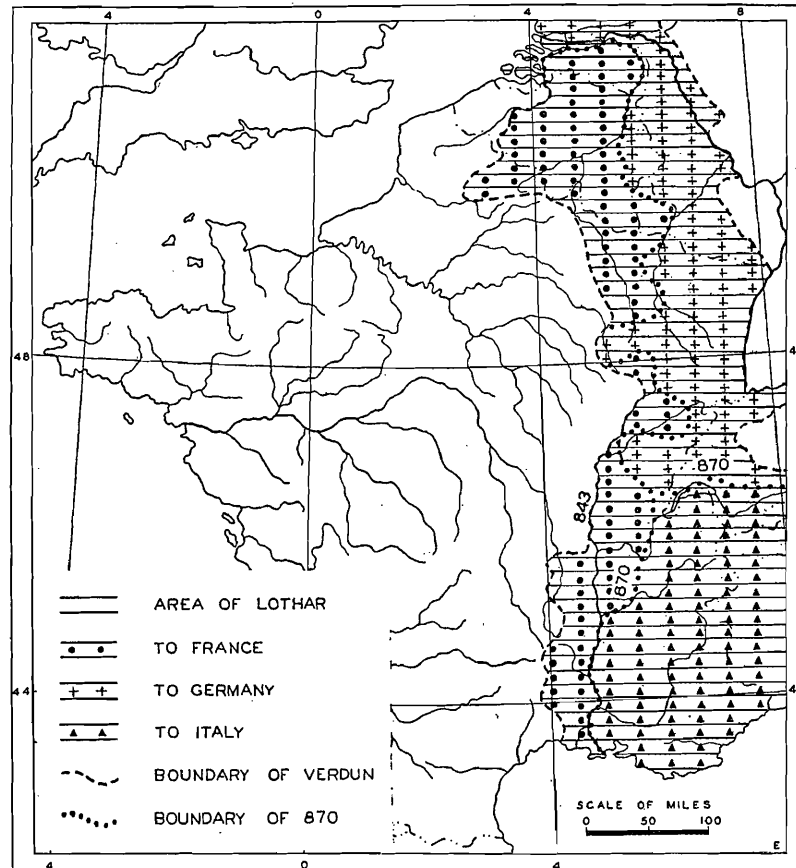 4 0 4 8
48 4
870
843
870
AREA OF LOTHAR
TO FRANCE
TO GERMANY
44 4
TO ITALY
BOUNDARY OF VERDUN
BOUNDARY OF 870
SCALE OF MILES
0 50 100
E
4 0 4 8